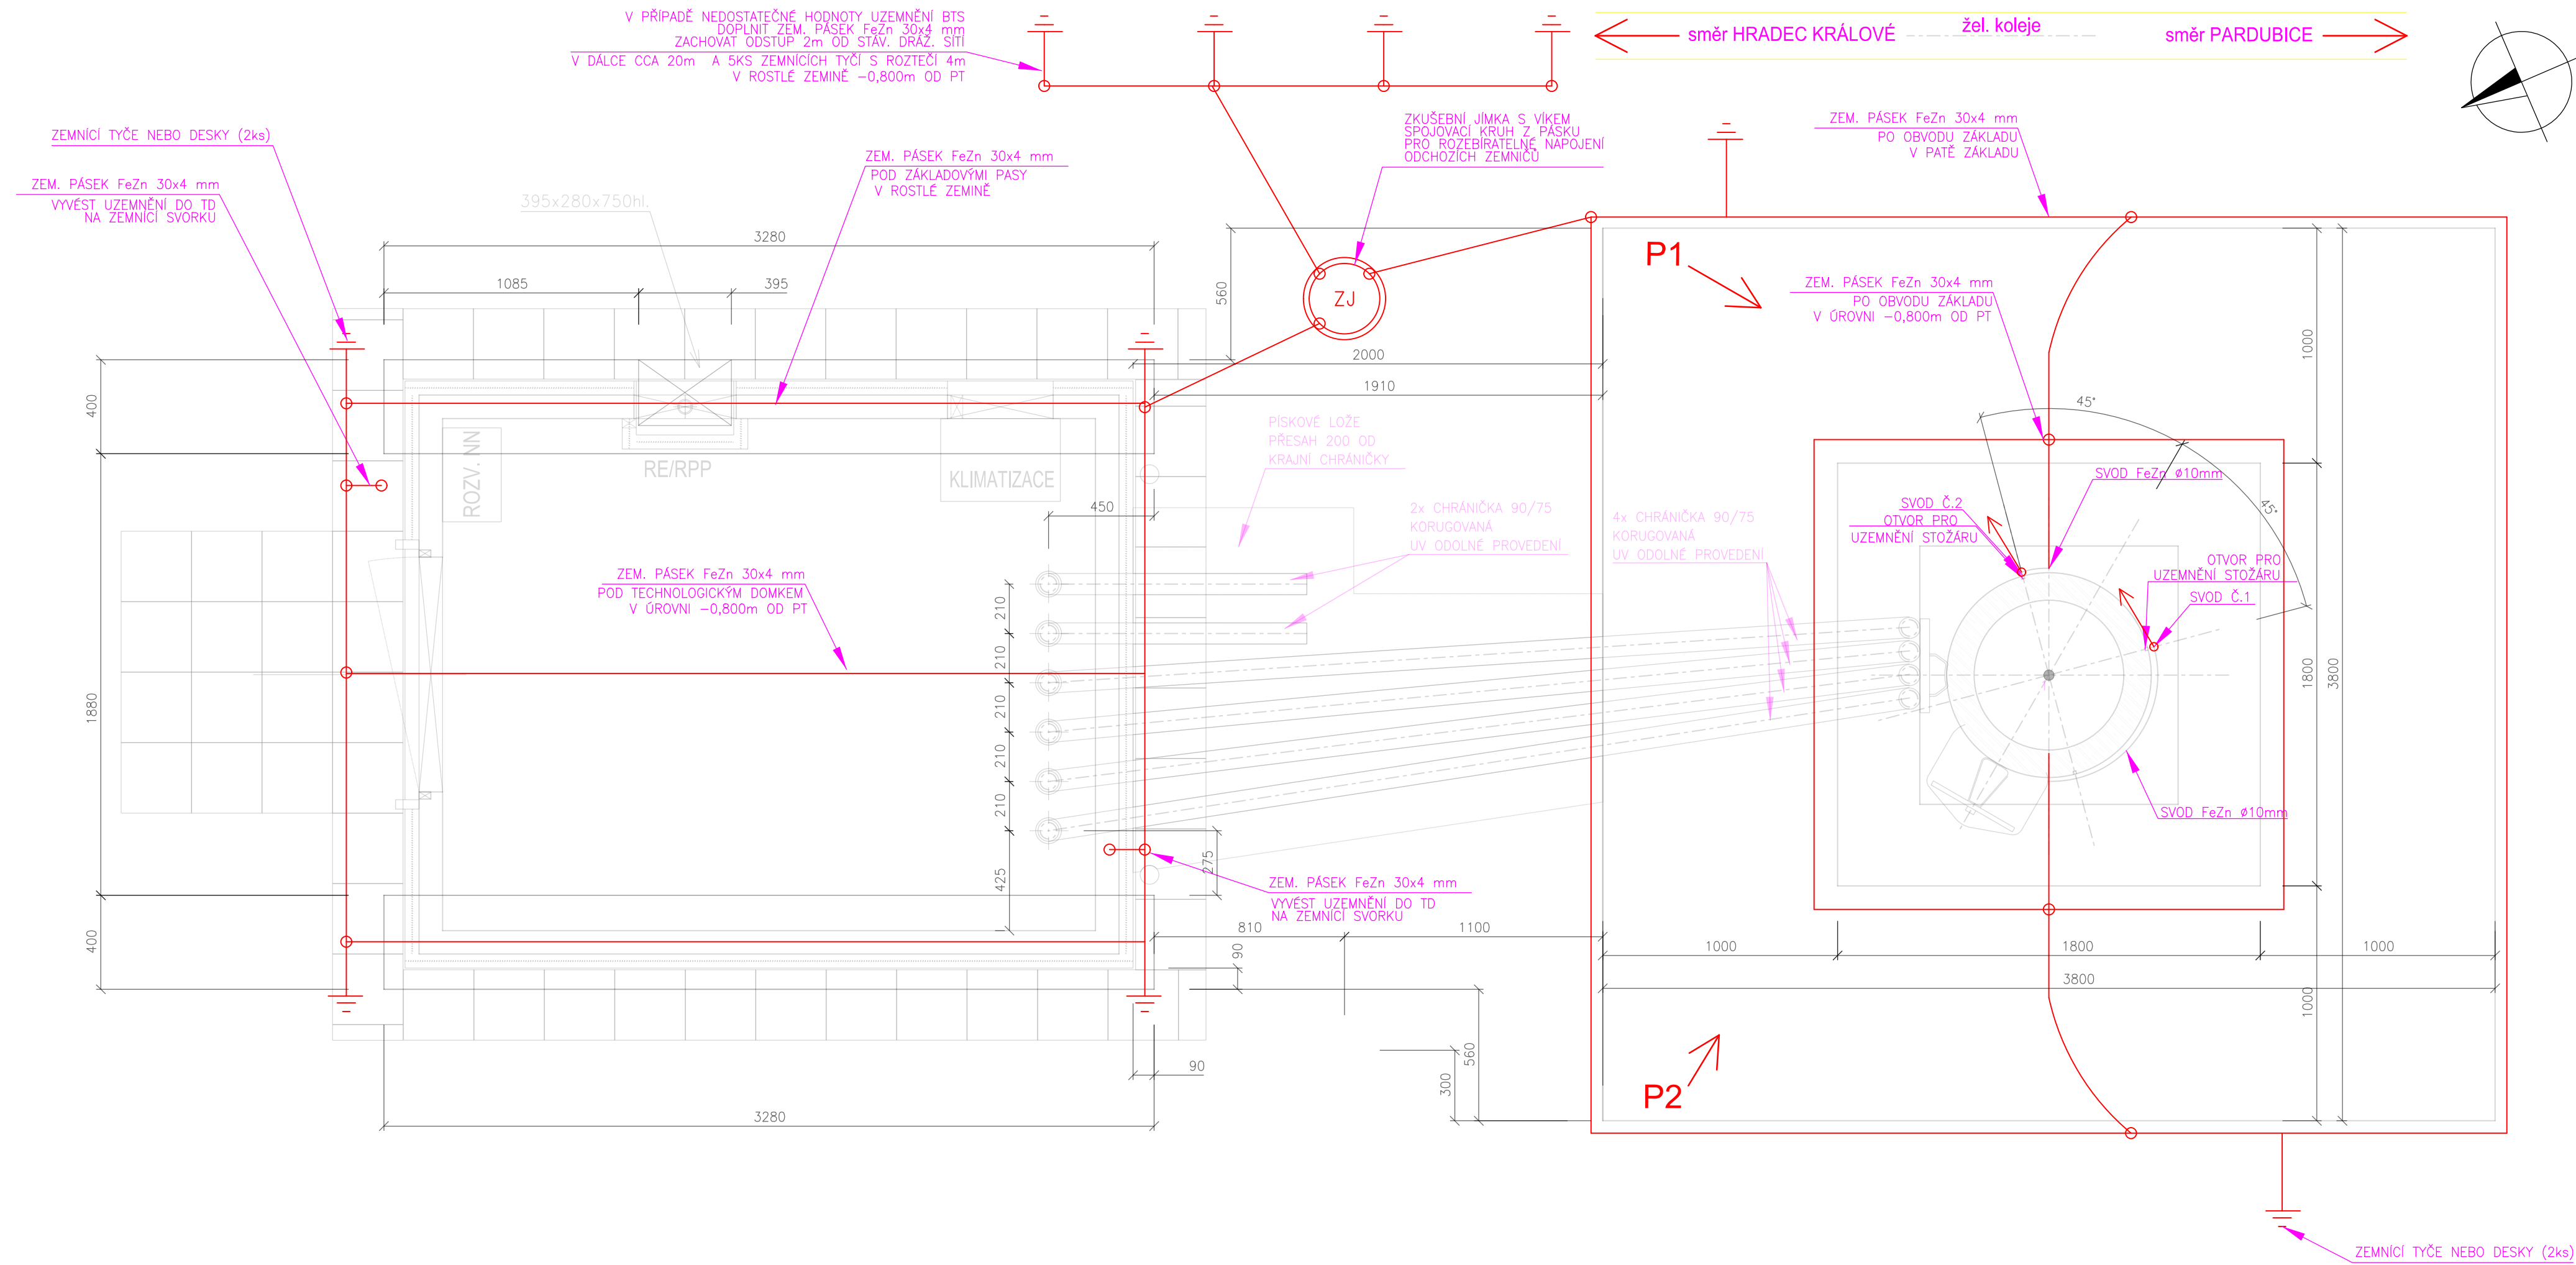 V PŘÍPADĚ NEDOSTATEČNÉ HODNOTY UZEMNĚNÍ BTS
DOPLNIT ZEM. PÁSEK FeZn 30x4 mm
ZACHOVAT ODSTUP 2m OD STÁV. DRÁŽ. SÍTÍ
V DÁLCE CCA 20m A 5KS ZEMNÍCÍCH TYČÍ S ROZTEČÍ 4m
V ROSTLÉ ZEMINĚ -0,800m OD PT
směr HRADEC KRÁLOVÉ
žel. koleje
směr PARDUBICE
ZEMNÍCÍ TYČE NEBO DESKY (2ks)
ZEM. PÁSEK FeZn 30x4 mm
VYVÉST UZEMNĚNÍ DO TD
NA ZEMNÍCÍ SVORKU
395x280x750hl.
ZEM. PÁSEK FeZn 30x4 mm
POD ZÁKLADOVÝMI PASY
V ROSTLÉ ZEMINĚ
ZKUŠEBNÍ JÍMKA S VÍKEM
SPOJOVACÍ KRUH Z PÁSKU
PRO ROZEBÍRATELNÉ NAPOJENÍ
ODCHOZÍCH ZEMNIČŮ
ZEM. PÁSEK FeZn 30x4 mm
PO OBVODU ZÁKLADU
V PATĚ ZÁKLADU
3280
1085
395
560
ZJ
P1
ZEM. PÁSEK FeZn 30x4 mm
PO OBVODU ZÁKLADU
V ÚROVNI -0,800m OD PT
1000
2000
1910
400
45°
45°
ROZV. NN
RE/RPP
KLIMATIZACE
450
PÍSKOVÉ LOŽE
PŘESAH 200 OD
KRAJNÍ CHRÁNIČKY
2x CHRÁNIČKA 90/75
KORUGOVANÁ
UV ODOLNÉ PROVEDENÍ
4x CHRÁNIČKA 90/75
KORUGOVANÁ
UV ODOLNÉ PROVEDENÍ
SVOD FeZn ø10mm
SVOD Č.2
OTVOR PRO
UZEMNĚNÍ STOŽÁRU
OTVOR PRO
UZEMNĚNÍ STOŽÁRU
SVOD Č.1
ZEM. PÁSEK FeZn 30x4 mm
POD TECHNOLOGICKÝM DOMKEM
V ÚROVNI -0,800m OD PT
210
210
210
210
210
425
275
1880
1800
3800
SVOD FeZn ø10mm
ZEM. PÁSEK FeZn 30x4 mm
VYVÉST UZEMNĚNÍ DO TD
NA ZEMNÍCÍ SVORKU
400
810
1100
90
1000
1800
1000
3800
1000
560
300
90
3280
P2
ZEMNÍCÍ TYČE NEBO DESKY (2ks)